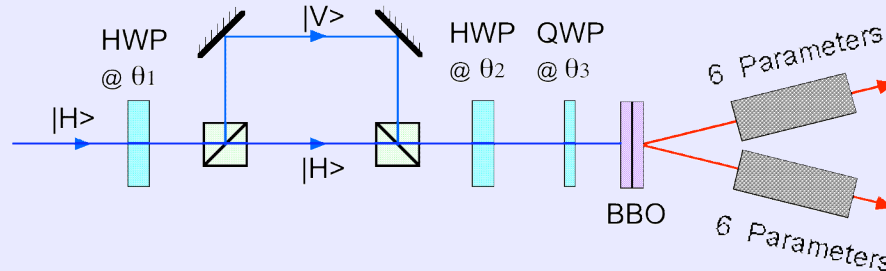 |V>
HWP
@ θ1
HWP
@ θ2
QWP
@ θ3
6 Parameters
|H>
|H>
BBO
6 Parameters